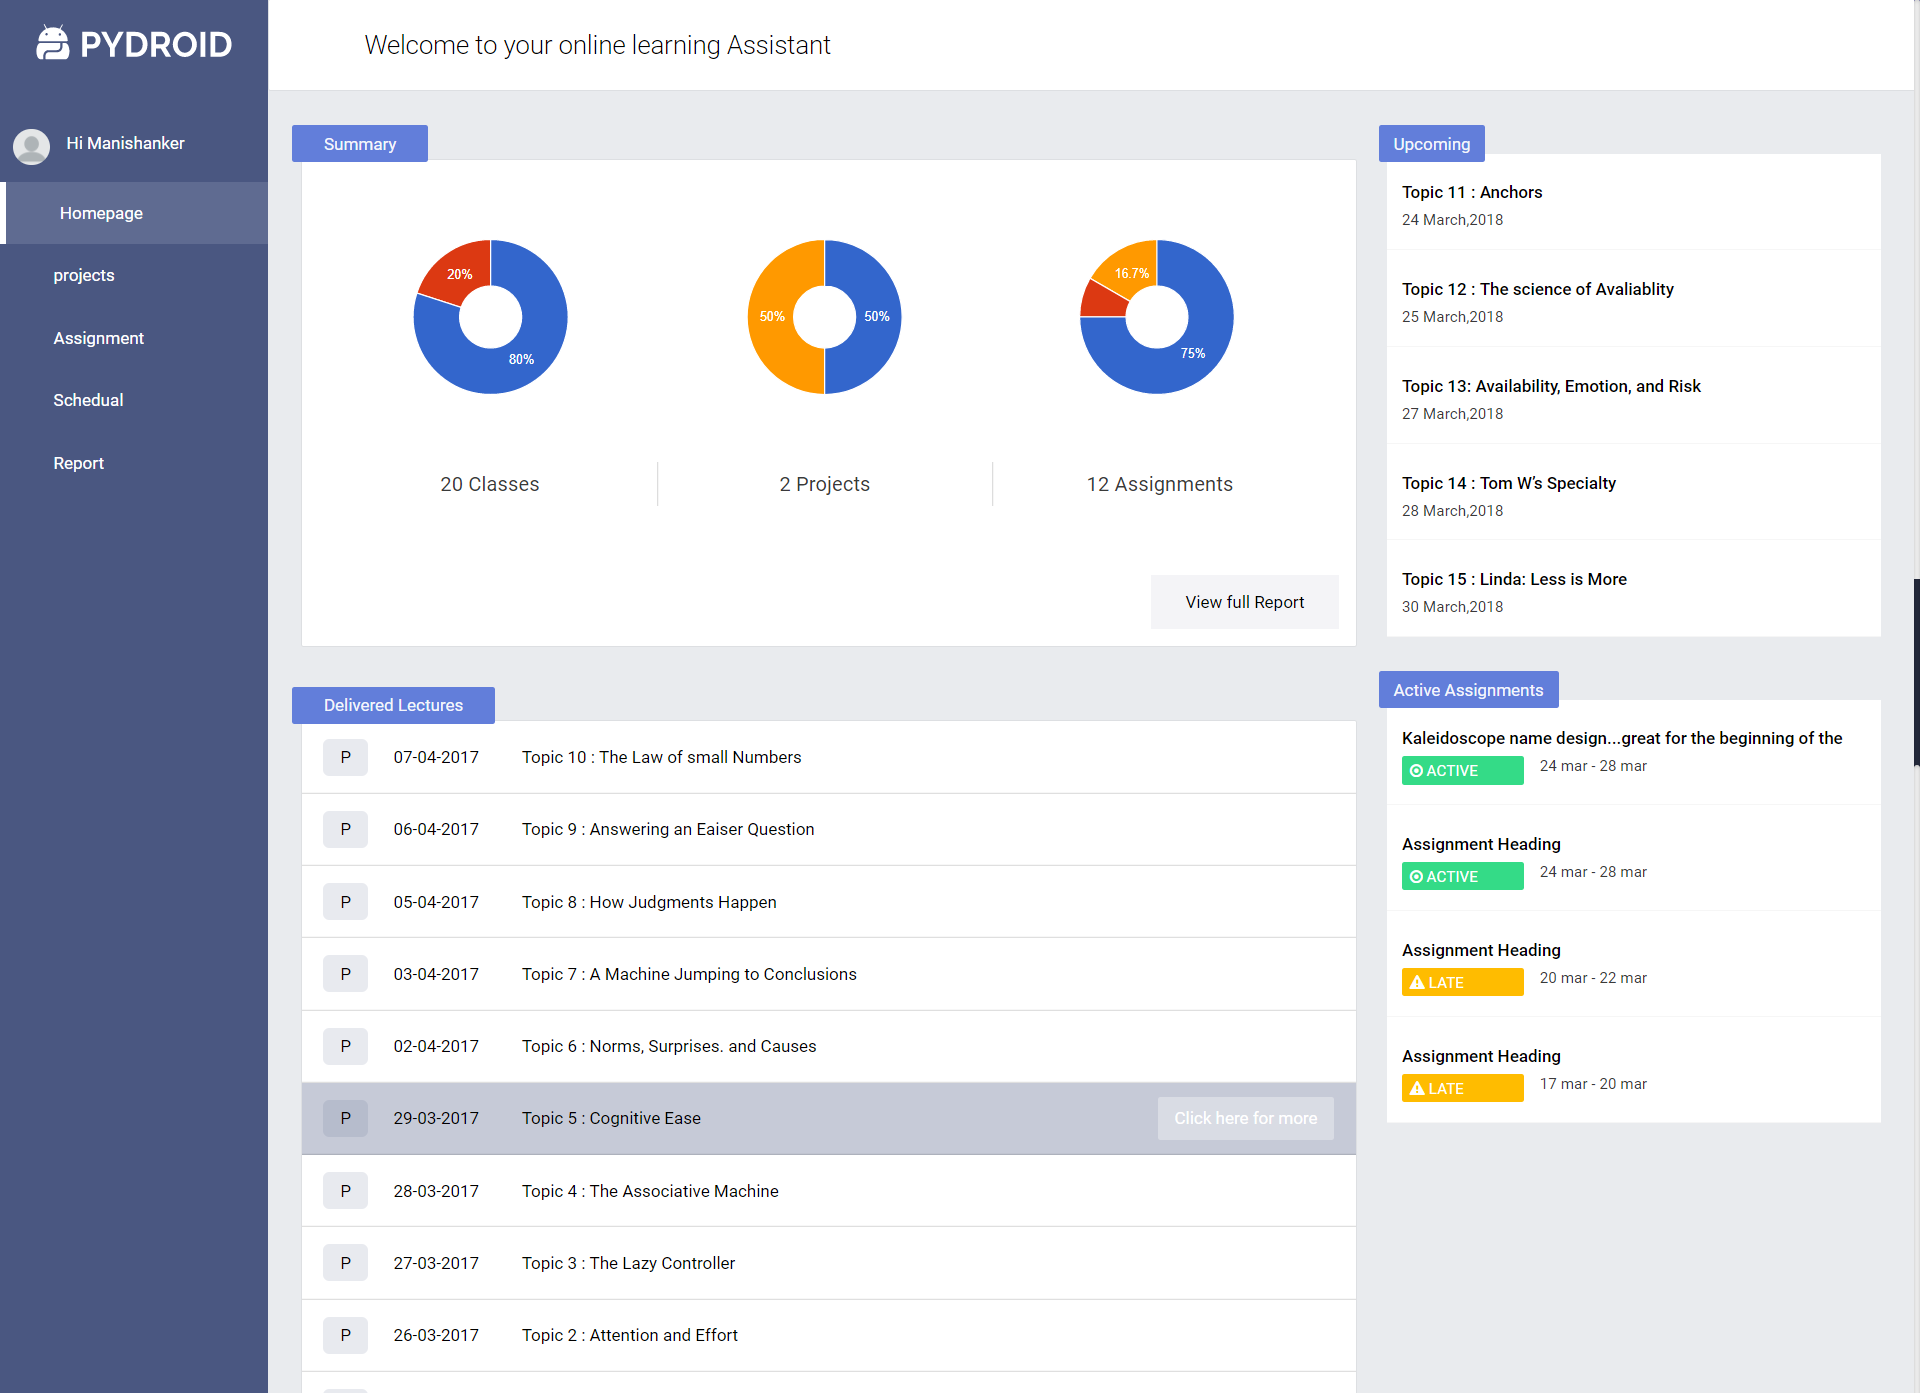 PYDROID
Welcome to your online learning Assistant
Hi Manishanker
Homepage
projects
Assignment
Schedual
Report
Summary
20%
80%
50%
50%
16.7%
75%
20 Classes
2 Projects
12 Assignments
View full Report
Delivered Lectures
P 07-04-2017 Topic 10 : The Law of small Numbers
P 06-04-2017 Topic 9 : Answering an Eaiser Question
P 05-04-2017 Topic 8 : How Judgments Happen
P 03-04-2017 Topic 7 : A Machine Jumping to Conclusions
P 02-04-2017 Topic 6 : Norms, Surprises. and Causes
P 29-03-2017 Topic 5 : Cognitive Ease Click here for more
P 28-03-2017 Topic 4 : The Associative Machine
P 27-03-2017 Topic 3 : The Lazy Controller
P 26-03-2017 Topic 2 : Attention and Effort
Upcoming
Topic 11 : Anchors
24 March,2018
Topic 12 : The science of Avaliablity
25 March,2018
Topic 13: Availability, Emotion, and Risk
27 March,2018
Topic 14 : Tom W’s Specialty
28 March,2018
Topic 15 : Linda: Less is More
30 March,2018
Active Assignments
Kaleidoscope name design...great for the beginning of the
ACTIVE 24 mar - 28 mar
Assignment Heading
ACTIVE 24 mar - 28 mar
Assignment Heading
LATE 20 mar - 22 mar
Assignment Heading
LATE 17 mar - 20 mar